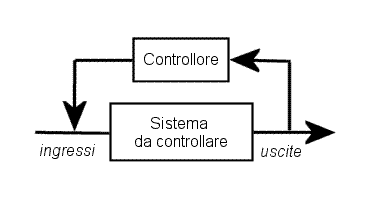 Controllore
Sistema
da controllare
ingressi
uscite